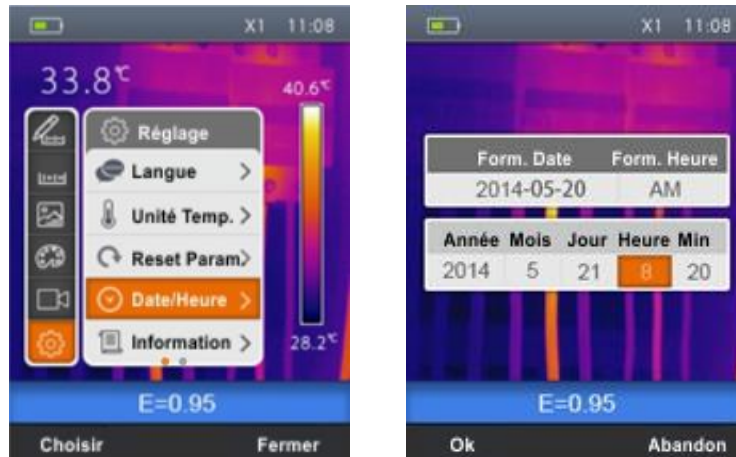 X1 11:08
33.8℃
40.6℃
Réglage
Langue
Unité Temp.
Reset Param
Date/Heure
Information
28.2℃
E=0.95
Choisir Fermer
X1 11:08
Form. Date Form. Heure
2014-05-20 AM
Année Mois Jour Heure Min
2014 5 21 8 20
E=0.95
Ok Abandon